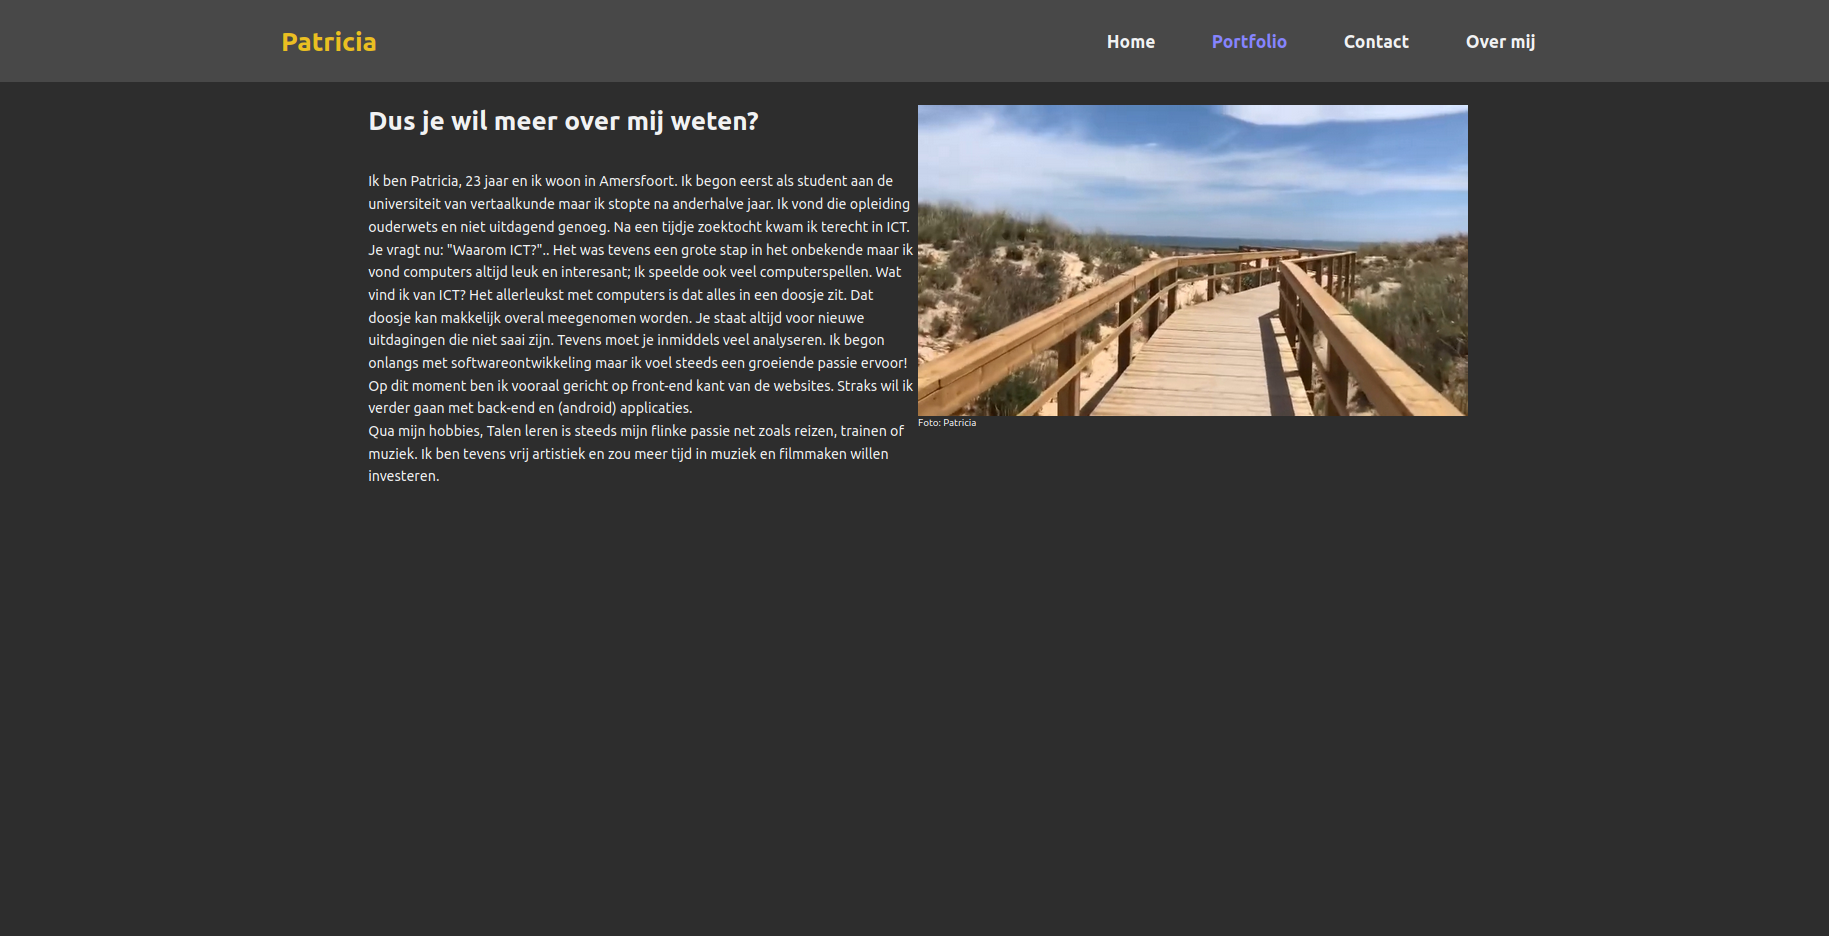 Patricia
Home Portfolio Contact Over mij
Dus je wil meer over mij weten?
Ik ben Patricia, 23 jaar en ik woon in Amersfoort. Ik begon eerst als student aan de
universiteit van vertaalkunde maar ik stopte na anderhalve jaar. Ik vond die opleiding
ouderwets en niet uitdagend genoeg. Na een tijdje zoektocht kwam ik terecht in ICT.
Je vragt nu: "Waarom ICT?".. Het was tevens een grote stap in het onbekende maar ik
vond computers altijd leuk en interesant; Ik speelde ook veel computerspellen. Wat
vind ik van ICT? Het allerleukst met computers is dat alles in een doosje zit. Dat
doosje kan makkelijk overal meegenomen worden. Je staat altijd voor nieuwe
uitdagingen die niet saai zijn. Tevens moet je inmiddels veel analyseren. Ik begon
onlangs met softwareontwikkeling maar ik voel steeds een groeiende passie ervoor!
Op dit moment ben ik vooraal gericht op front-end kant van de websites. Straks wil ik
verder gaan met back-end en (android) applicaties.
Qua mijn hobbies, Talen leren is steeds mijn flinke passie net zoals reizen, trainen of
muziek. Ik ben tevens vrij artistiek en zou meer tijd in muziek en filmmaken willen
investeren.
Foto: Patricia